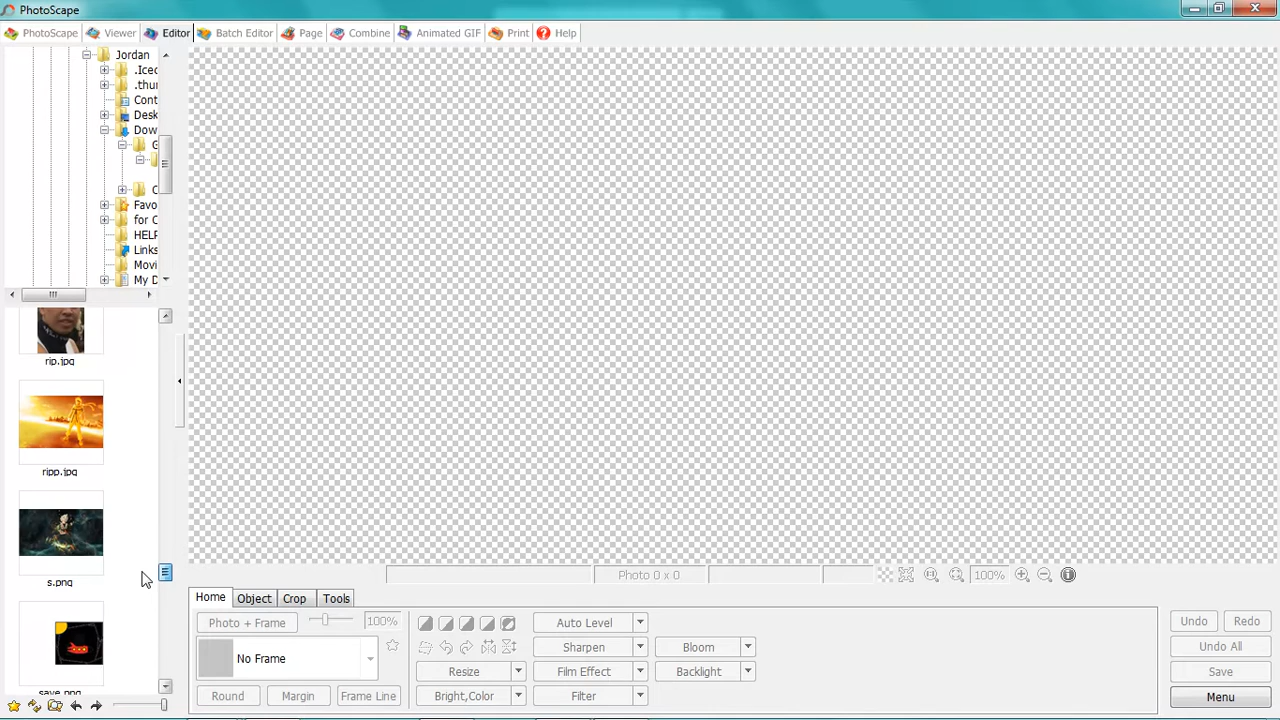 PhotoScape
PhotoScape Viewer Editor Batch Editor Page Combine Animated GIF Print Help
Jordan
.Icec
.thur
Cont
Desk
Dow
G
C
Favo
for C
HELP
Links
Movi
My D
rip.jpg
ripp.jpg
s.png
save.png
Photo 0 x 0 100%
Home Object Crop Tools
Photo + Frame 100% Auto Level Undo Redo
No Frame Sharpen Bloom Undo All
Resize Film Effect Backlight Save
Round Margin Frame Line Bright,Color Filter Menu